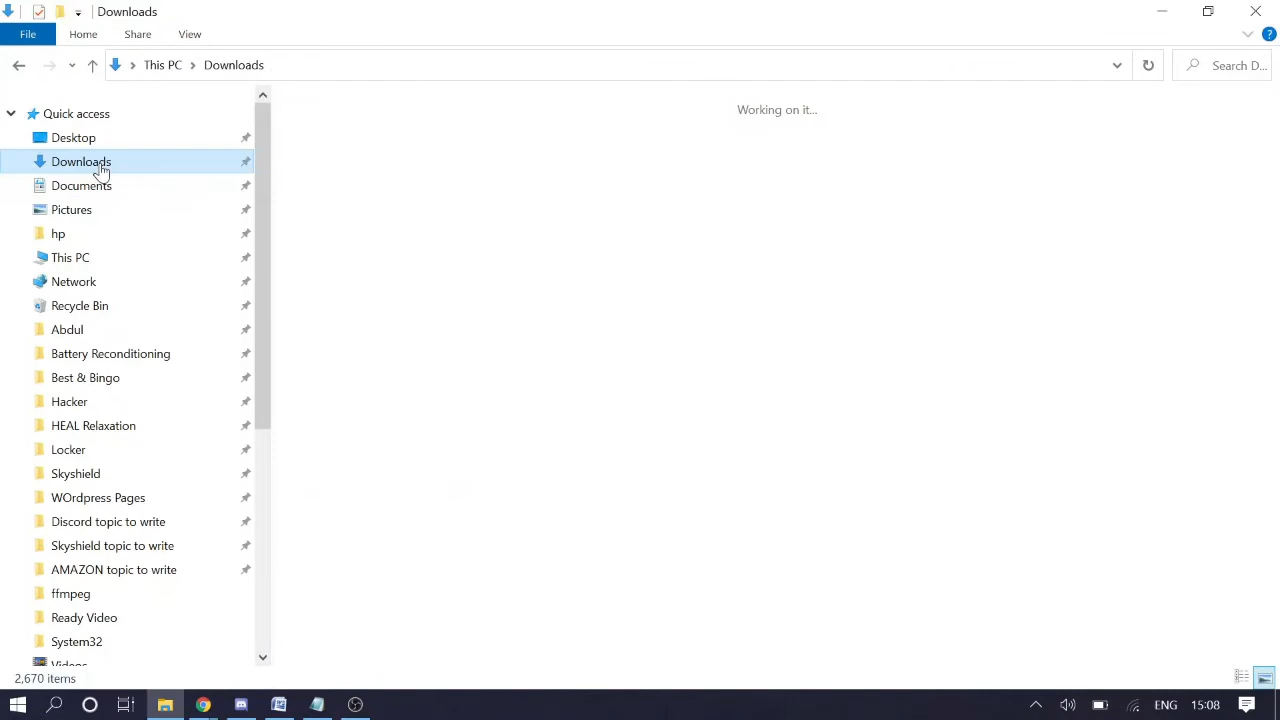 Downloads
File Home Share View
This PC Downloads Search D...
Quick access
Working on it...
Desktop
Downloads
Documents
Pictures
hp
This PC
Network
Recycle Bin
Abdul
Battery Reconditioning
Best & Bingo
Hacker
HEAL Relaxation
Locker
Skyshield
WOrdpress Pages
Discord topic to write
Skyshield topic to write
AMAZON topic to write
ffmpeg
Ready Video
System32
Videos
2,670 items
ENG 15:08